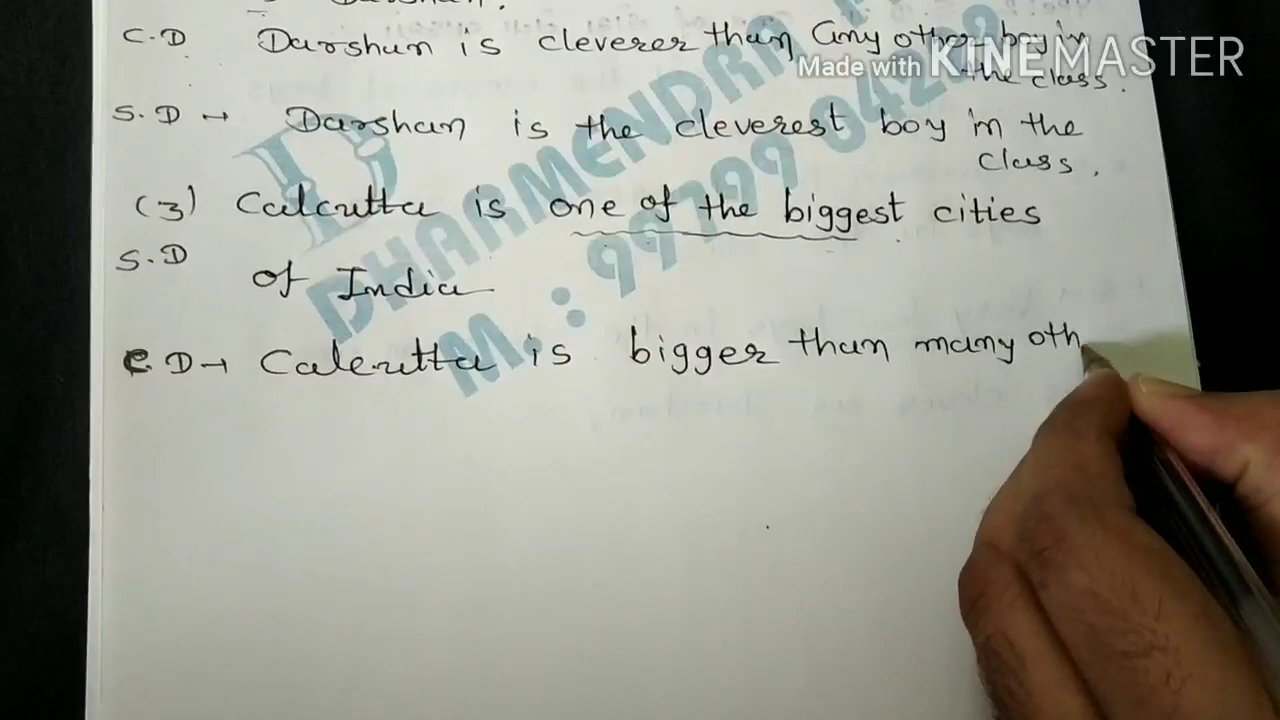 Darshan.
C.D Darshan is cleverer than any other boy in
the class.
Made with KINEMASTER
S.D → Darshan is the cleverest boy in the
class.
(3) Calcutta is one of the biggest cities
S.D of India
C.D → Calcutta is bigger than many oth
DHARMENDRA
M.: 99799